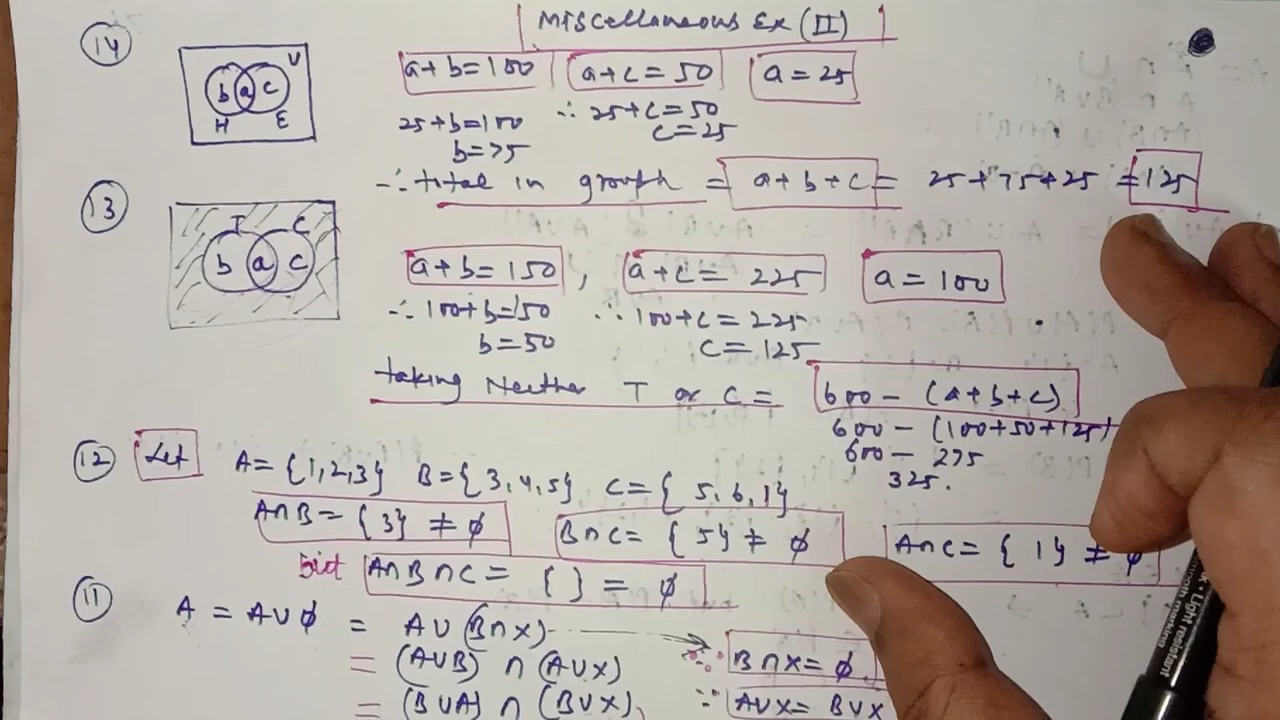 Miscellaneous Ex (II)
14
U
b a c
H E
a+b=100 a+c=50 a=25
25+b=100 ∴ 25+c=50
b=75 c=25
∴ total in group = a+b+c = 25+75+25 = 125
13
T C
b a c
a+b=150, a+c= 225 a=100
∴ 100+b=150 ∴ 100+c=225
b=50 c=125
taking Neither T or C = 600 - (a+b+c)
600 - (100+50+125)
600 - 275
325.
12 Let A={1,2,3} B={3,4,5} C={5,6,1}
A∩B={3} ≠ ϕ B∩C= {5} ≠ ϕ A∩C= {1} ≠ ϕ
but A∩B∩C= { } = ϕ
11 A = A∪ϕ = A∪(B∩X) ∵ B∩X=ϕ
= (A∪B) ∩ (A∪X)
= (B∪A) ∩ (B∪X) ∵ A∪X= B∪X
Light resistant